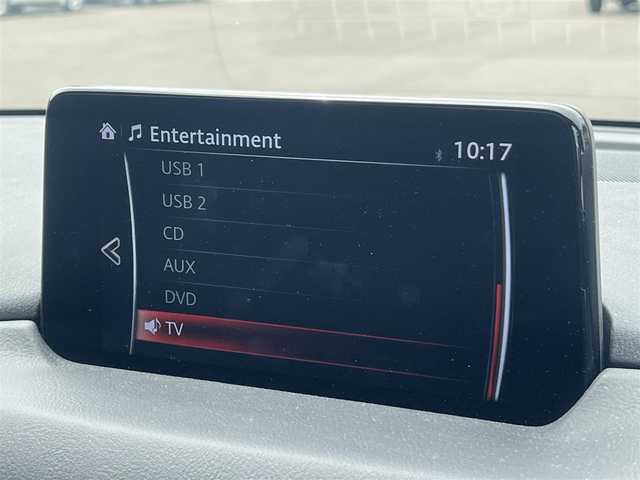 Entertainment
10:17
USB 1
USB 2
CD
AUX
DVD
TV